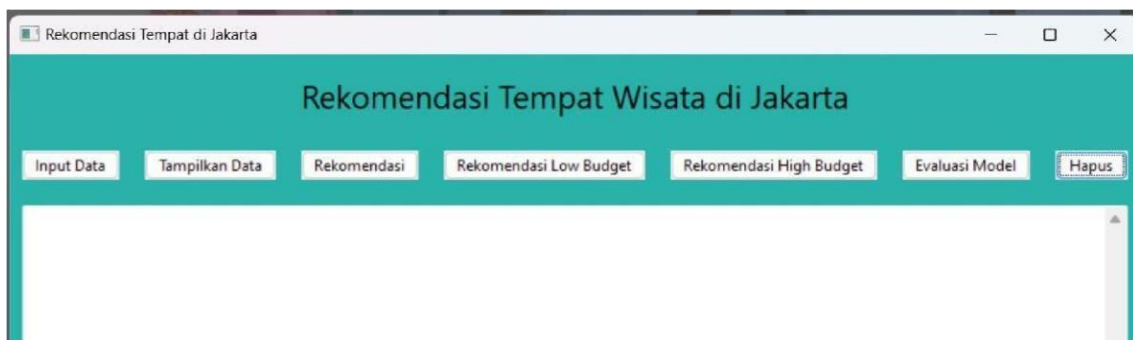 Rekomendasi Tempat di Jakarta
Rekomendasi Tempat Wisata di Jakarta
Input Data Tampilkan Data Rekomendasi Rekomendasi Low Budget Rekomendasi High Budget Evaluasi Model Hapus